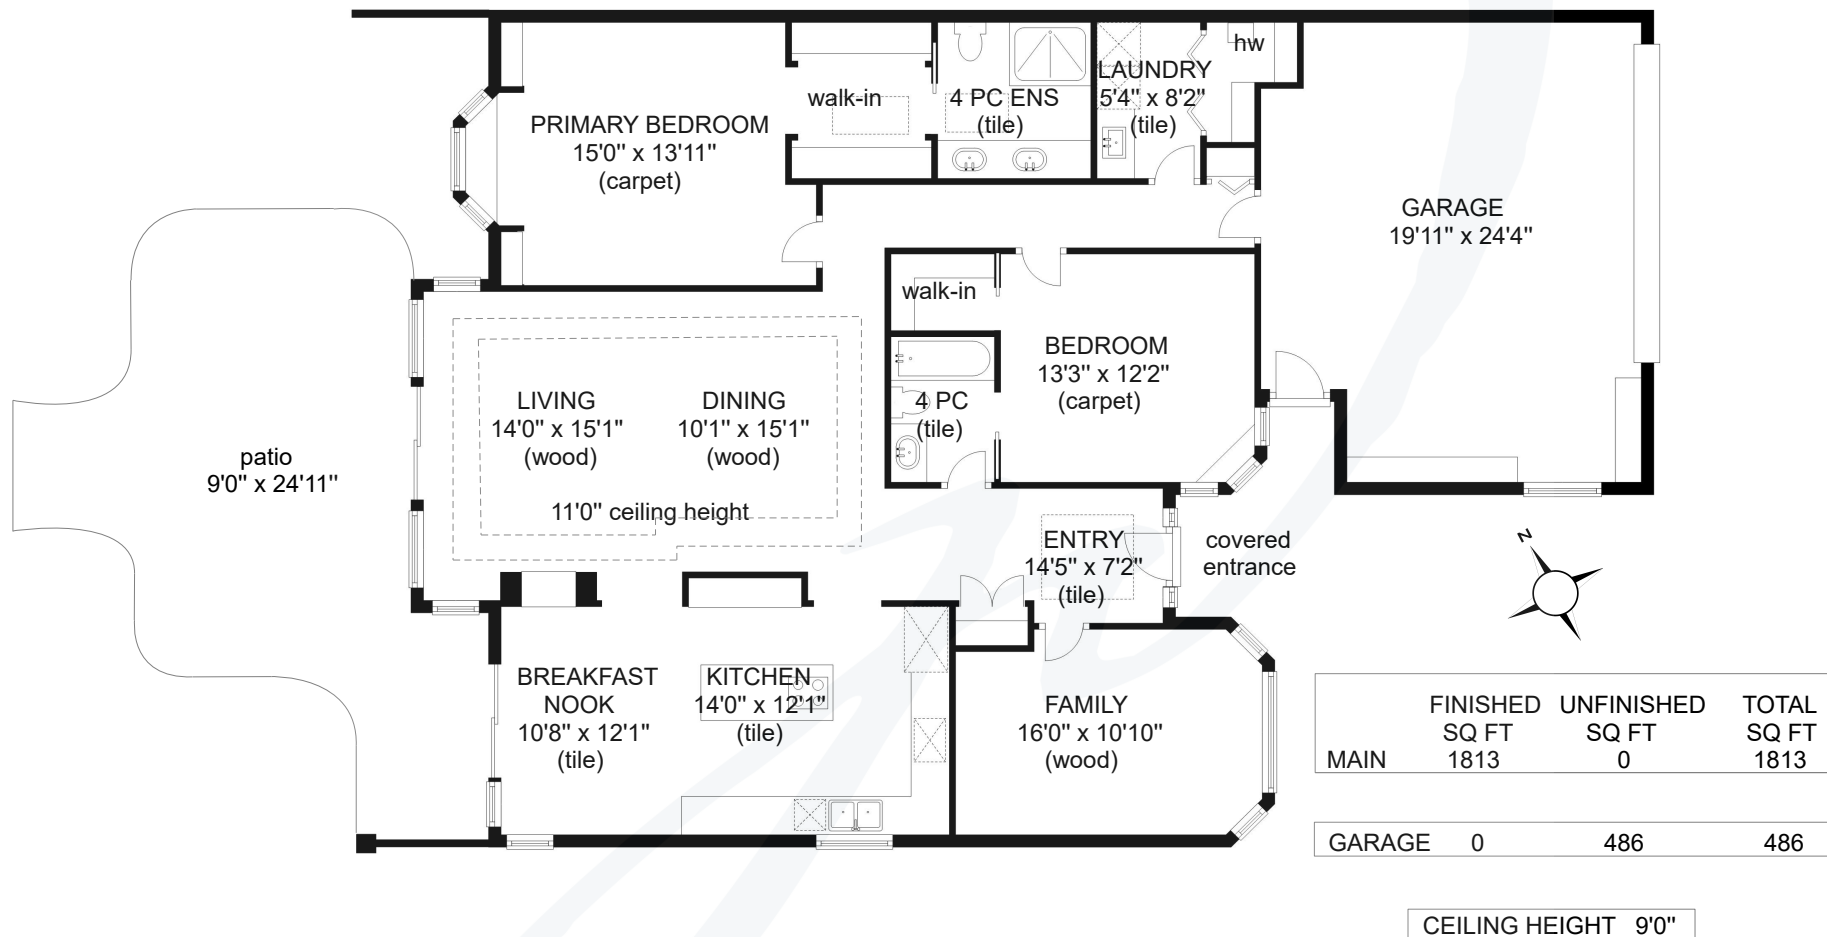 hw
walk-in
4 PC ENS
(tile)
LAUNDRY
5'4" x 8'2"
(tile)
PRIMARY BEDROOM
15'0" x 13'11"
(carpet)
GARAGE
19'11" x 24'4"
walk-in
BEDROOM
13'3" x 12'2"
(carpet)
4 PC
(tile)
LIVING
14'0" x 15'1"
(wood)
DINING
10'1" x 15'1"
(wood)
11'0" ceiling height
patio
9'0" x 24'11"
ENTRY
14'5" x 7'2"
(tile)
covered
entrance
N
BREAKFAST
NOOK
10'8" x 12'1"
(tile)
KITCHEN
14'0" x 12'1"
(tile)
FAMILY
16'0" x 10'10"
(wood)
FINISHED UNFINISHED TOTAL
SQ FT SQ FT SQ FT
MAIN 1813 0 1813
GARAGE 0 486 486
CEILING HEIGHT 9'0"